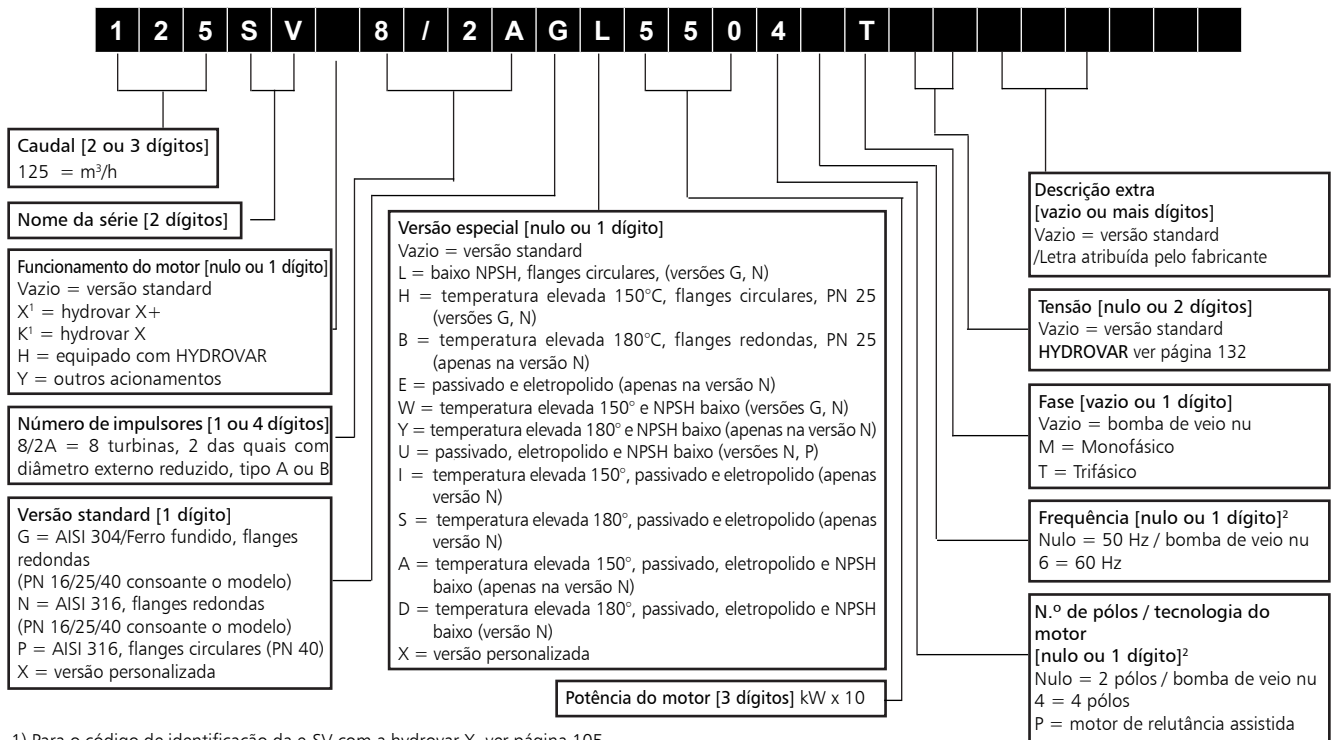 1 2 5 S V 8 / 2 A G L 5 5 0 4 T
Caudal [2 ou 3 dígitos]
125 = m³/h
Nome da série [2 dígitos]
Funcionamento do motor [nulo ou 1 dígito]
Vazio = versão standard
X¹ = hydrovar X+
K¹ = hydrovar X
H = equipado com HYDROVAR
Y = outros acionamentos
Número de impulsores [1 ou 4 dígitos]
8/2A = 8 turbinas, 2 das quais com
diâmetro externo reduzido, tipo A ou B
Versão standard [1 dígito]
G = AISI 304/Ferro fundido, flanges
redondas
(PN 16/25/40 consoante o modelo)
N = AISI 316, flanges redondas
(PN 16/25/40 consoante o modelo)
P = AISI 316, flanges circulares (PN 40)
X = versão personalizada
Versão especial [nulo ou 1 dígito]
Vazio = versão standard
L = baixo NPSH, flanges circulares, (versões G, N)
H = temperatura elevada 150°C, flanges circulares, PN 25
(versões G, N)
B = temperatura elevada 180°C, flanges redondas, PN 25
(apenas na versão N)
E = passivado e eletropolido (apenas na versão N)
W = temperatura elevada 150° e NPSH baixo (versões G, N)
Y = temperatura elevada 180° e NPSH baixo (apenas na versão N)
U = passivado, eletropolido e NPSH baixo (versões N, P)
I = temperatura elevada 150°, passivado e eletropolido (apenas
versão N)
S = temperatura elevada 180°, passivado e eletropolido (apenas
versão N)
A = temperatura elevada 150°, passivado, eletropolido e NPSH
baixo (apenas na versão N)
D = temperatura elevada 180°, passivado, eletropolido e NPSH
baixo (versão N)
X = versão personalizada
Potência do motor [3 dígitos] kW x 10
Descrição extra
[vazio ou mais dígitos]
Vazio = versão standard
/Letra atribuída pelo fabricante
Tensão [nulo ou 2 dígitos]
Vazio = versão standard
HYDROVAR ver página 132
Fase [vazio ou 1 dígito]
Vazio = bomba de veio nu
M = Monofásico
T = Trifásico
Frequência [nulo ou 1 dígito]²
Nulo = 50 Hz / bomba de veio nu
6 = 60 Hz
N.º de pólos / tecnologia do
motor
[nulo ou 1 dígito]²
Nulo = 2 pólos / bomba de veio nu
4 = 4 pólos
P = motor de relutância assistida